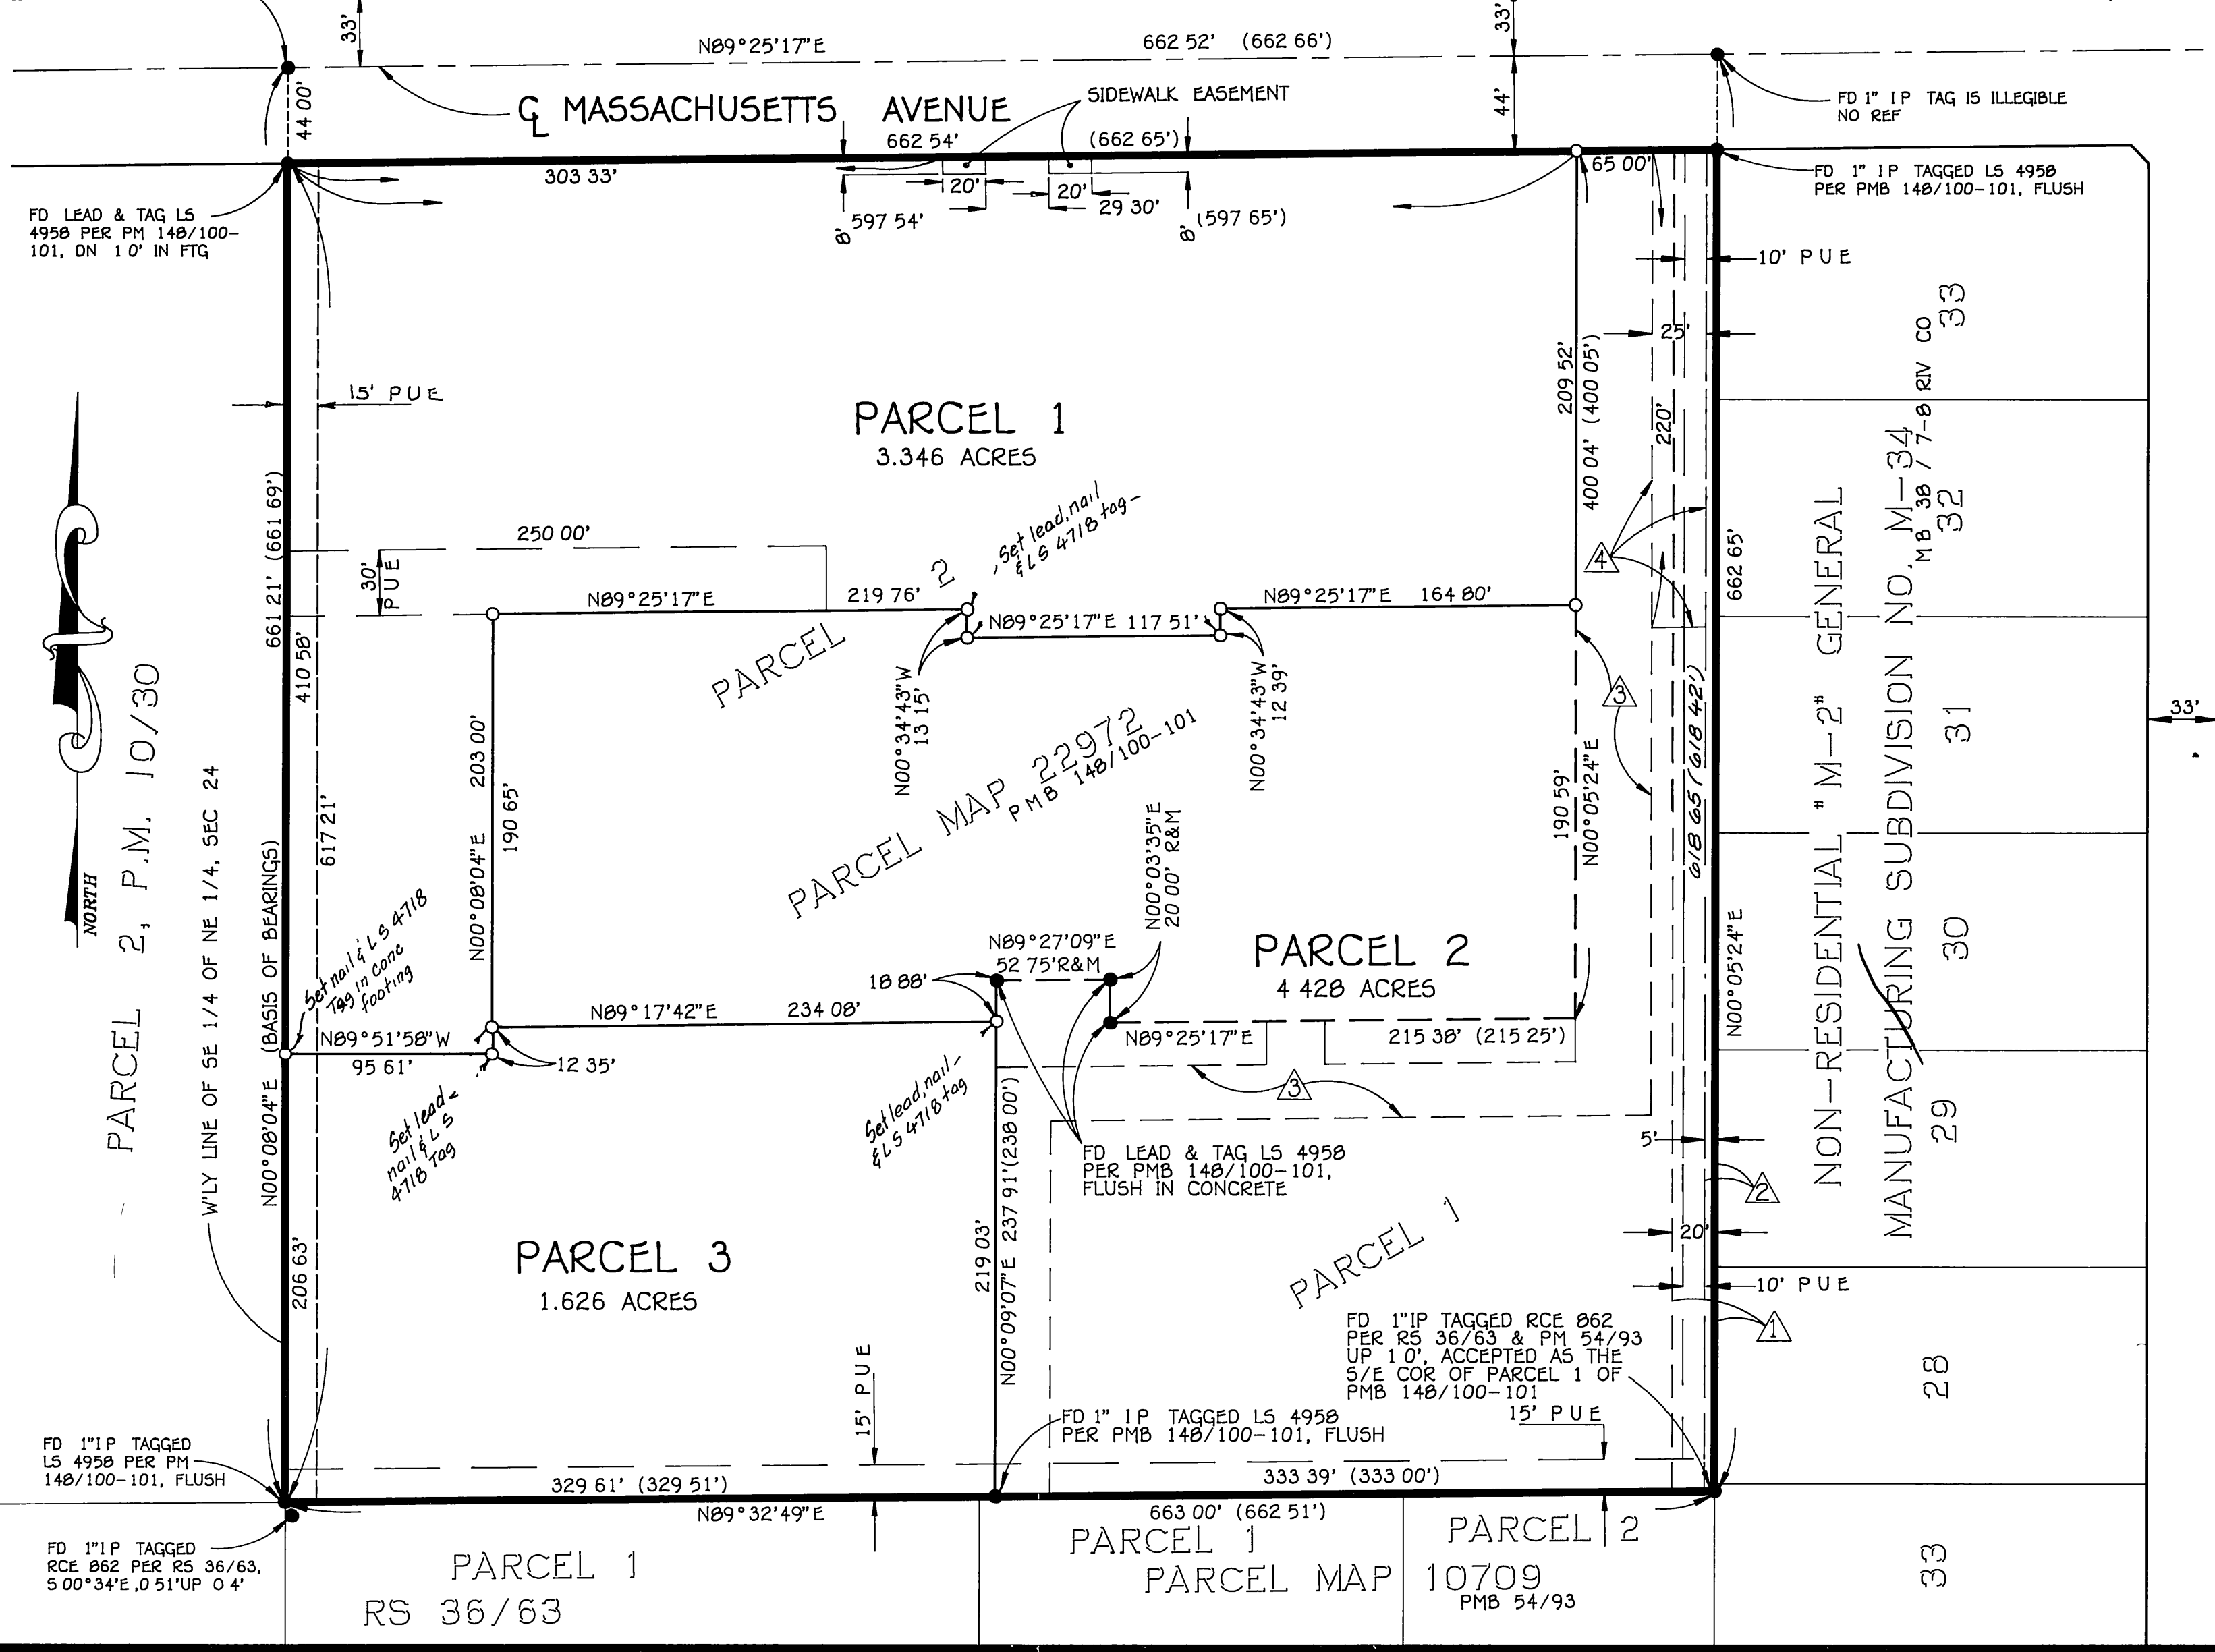 33'
N89°25'17"E
662 52' (662 66')
33'
44 00'
℄ MASSACHUSETTS AVENUE
SIDEWALK EASEMENT
44'
FD 1" I P TAG IS ILLEGIBLE
NO REF
662 54'
(662 65')
303 33'
20'
20'
29 30'
8'
597 54'
8'
(597 65')
65 00'
FD LEAD & TAG LS
4958 PER PM 148/100-
101, DN 1 0' IN FTG
FD 1" I P TAGGED LS 4958
PER PMB 148/100-101, FLUSH
10' P U E
25'
220'
15' P U E
PARCEL 1
3.346 ACRES
209 52'
400 04' (400 05')
661 21' (661 69')
410 58'
617 21'
250 00'
30'
PUE
N89°25'17"E
219 76'
Set lead, nail
& LS 4718 tag
N89°25'17"E 117 51'
N89°25'17"E 164 80'
4
3
N00°34'43"W
13 15'
N00°34'43"W
12 39'
PARCEL 2
PARCEL MAP 22972
P M B 148/100-101
662 65'
618 65' (618 42')
NON-RESIDENTIAL "M-2" GENERAL
MANUFACTURING SUBDIVISION NO. M-34
M B 38 / 7-8 RIV CO
33
32
31
30
29
28
33
33'
NORTH
PARCEL 2, P.M. 10/30
W'LY LINE OF SE 1/4 OF NE 1/4, SEC 24
(BASIS OF BEARINGS)
N00°08'04"E
203 00'
190 65'
N00°08'04"E
190 59'
N00°05'24"E
N00°05'24"E
Set nail & LS 4718
Tag in Conc
footing
N89°51'58"W
95 61'
12 35'
N89°17'42"E
234 08'
18 88'
N89°27'09"E
52 75'R&M
N00°03'35"E
20 00' R&M
PARCEL 2
4 428 ACRES
N89°25'17"E
215 38' (215 25')
3
Set lead
nail & LS
4718 Tag
Set lead, nail
& LS 4718 tag
FD LEAD & TAG LS 4958
PER PMB 148/100-101,
FLUSH IN CONCRETE
5'
2
20'
10' P U E
1
PARCEL 3
1.626 ACRES
206 63'
219 03'
N00°09'07"E 237 91'(238 00')
PARCEL 1
FD 1"IP TAGGED RCE 862
PER RS 36/63 & PM 54/93
UP 1 0', ACCEPTED AS THE
S/E COR OF PARCEL 1 OF
PMB 148/100-101
15' P U E
15' P U E
FD 1" I P TAGGED LS 4958
PER PMB 148/100-101, FLUSH
FD 1"I P TAGGED
LS 4958 PER PM
148/100-101, FLUSH
329 61' (329 51')
333 39' (333 00')
N89°32'49"E
663 00' (662 51')
FD 1"I P TAGGED
RCE 862 PER RS 36/63,
S 00°34'E ,0 51'UP 0 4'
PARCEL 1
RS 36/63
PARCEL 1
PARCEL 2
PARCEL MAP 10709
PMB 54/93